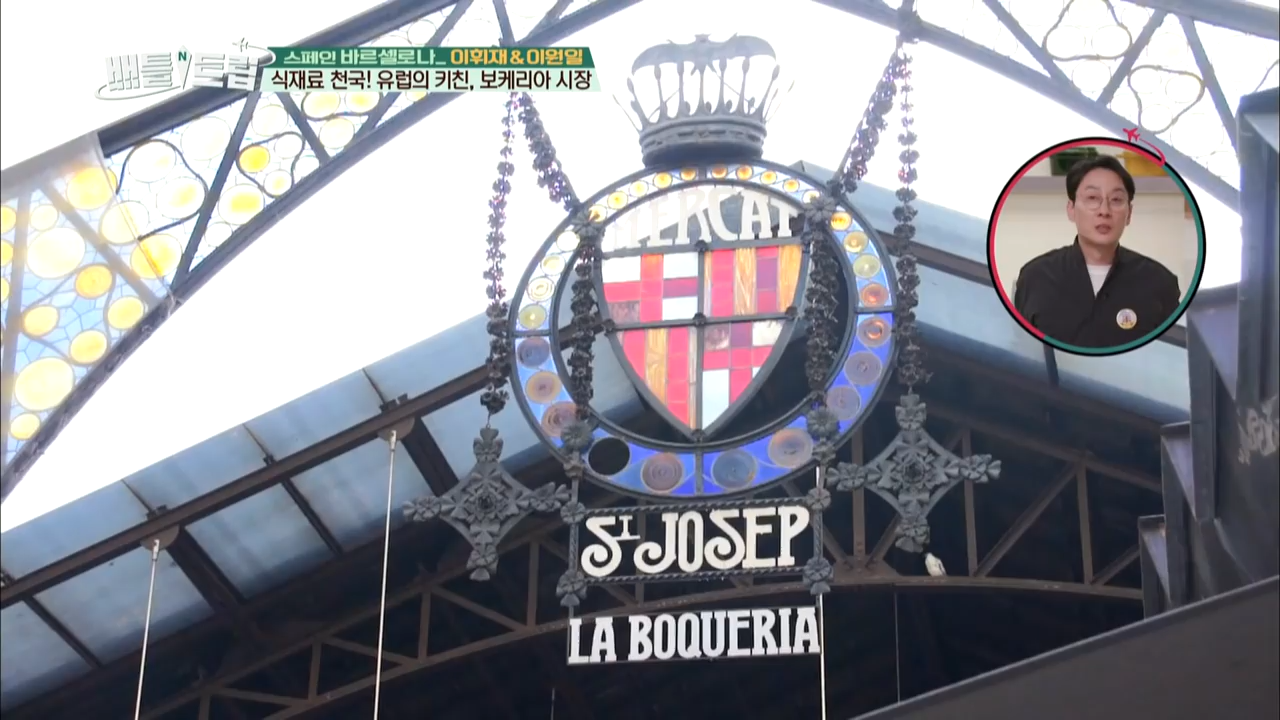 배틀트립
스페인 바르셀로나_ 이휘재&이원일
식재료 천국! 유럽의 키친, 보케리아 시장
MERCAT
ST JOSEP
LA BOQUERIA